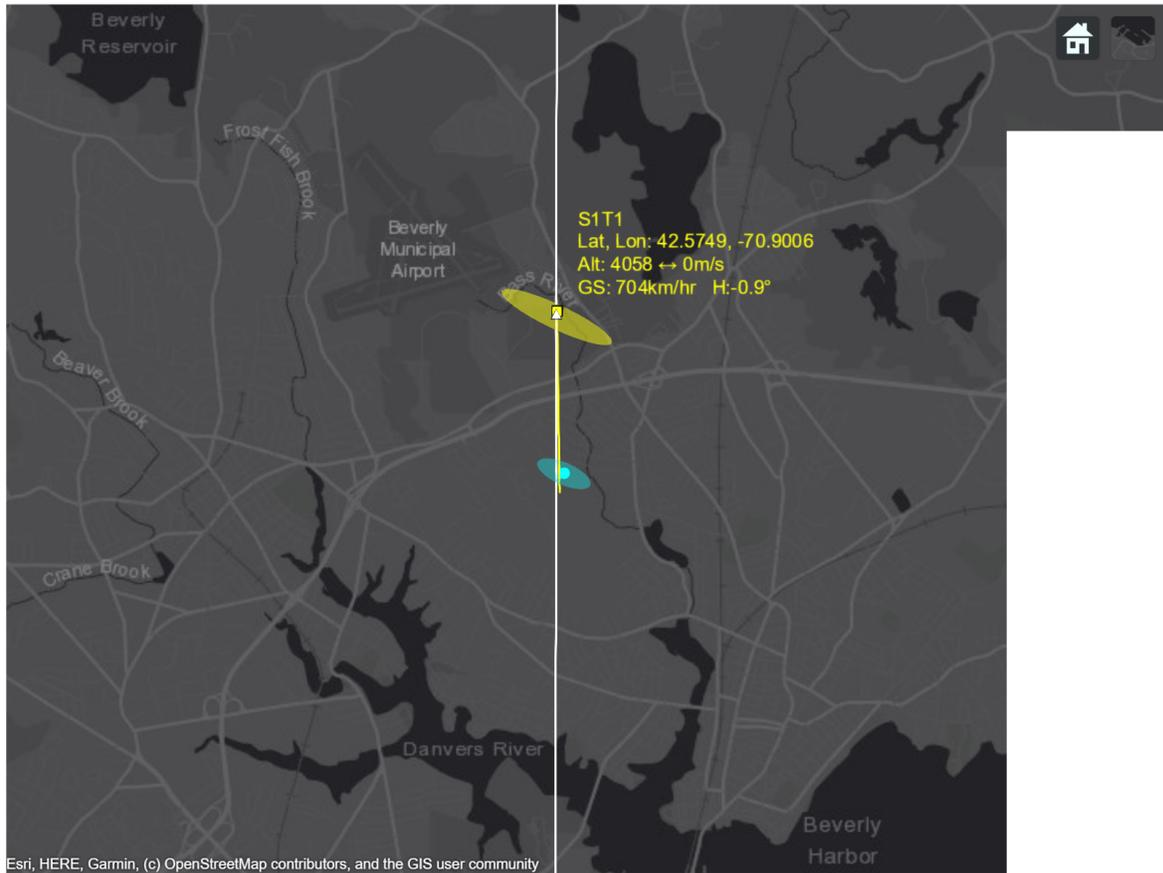 Beverly
Reservoir
Frost Fish Brook
Beverly
Municipal
Airport
S1T1
Lat, Lon: 42.5749, -70.9006
Alt: 4058 ↔ 0m/s
GS: 704km/hr   H:-0.9°
Bass River
Beaver Brook
Crane Brook
Danvers River
Beverly
Harbor
Esri, HERE, Garmin, (c) OpenStreetMap contributors, and the GIS user community